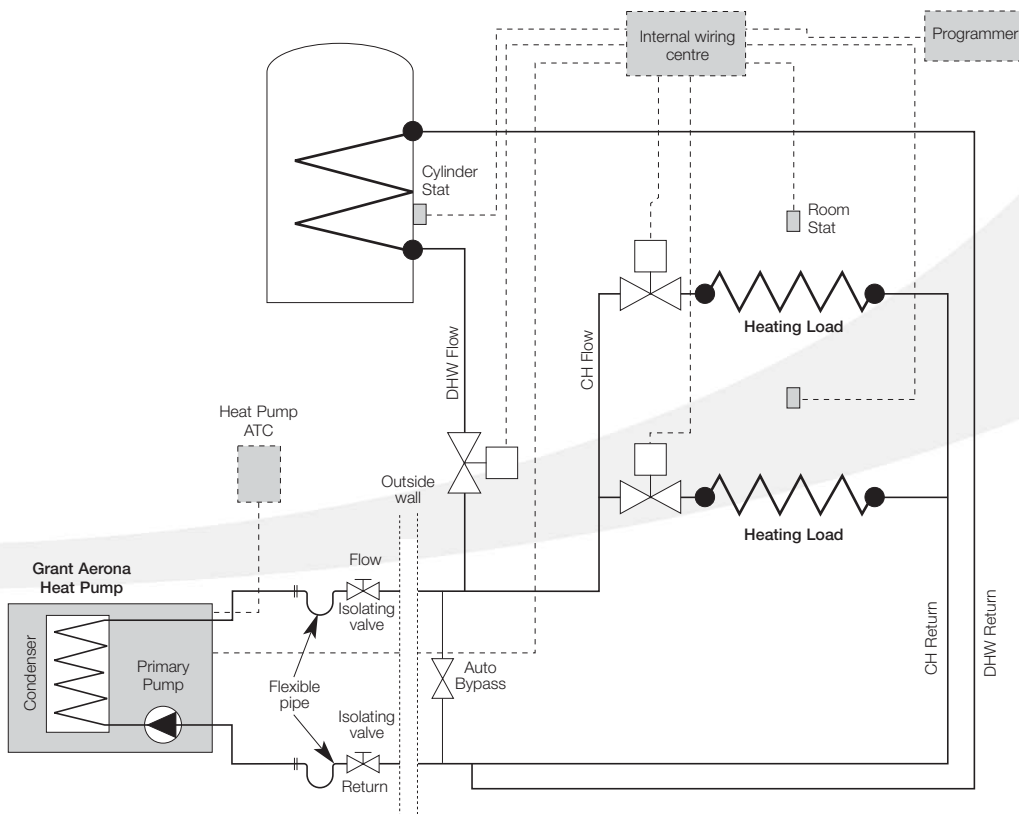 Internal wiring
centre
Programmer
Cylinder
Stat
Room
Stat
Heating Load
DHW Flow
CH Flow
Heat Pump
ATC
Outside
wall
Heating Load
Grant Aerona
Heat Pump
Flow
Isolating
valve
Condenser
Primary
Pump
Flexible
pipe
Auto
Bypass
CH Return
DHW Return
Isolating
valve
Return